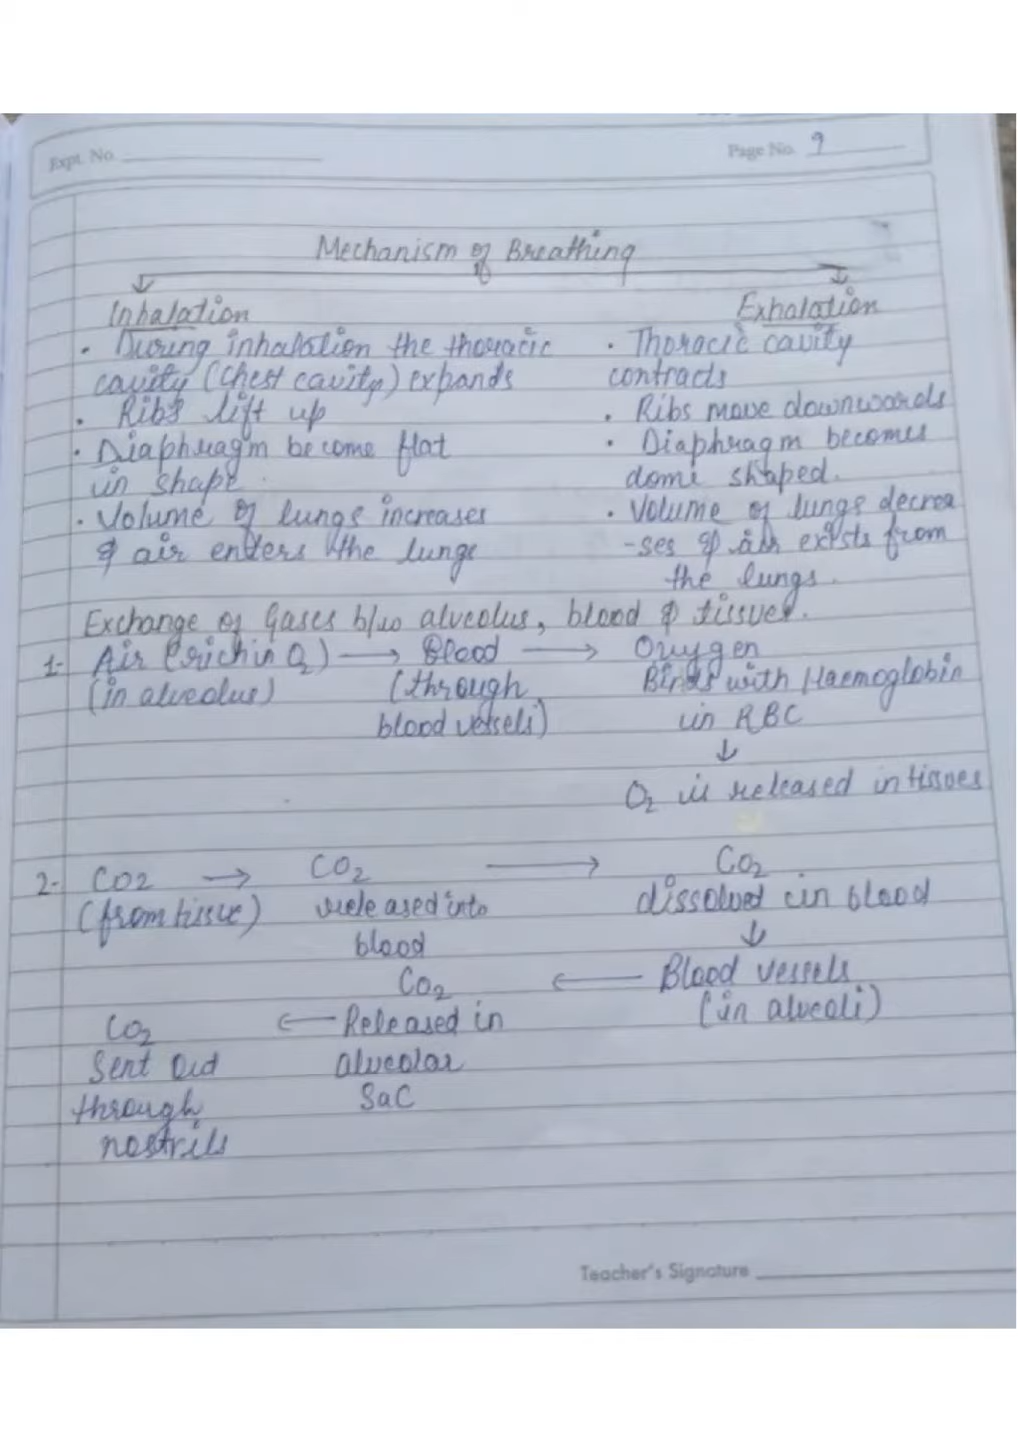 Expt. No.
Page No. 9
Mechanism of Breathing
Inhalation
• During inhalation the thoracic
cavity (chest cavity) expands
• Ribs lift up
• Diaphragm become flat
in shape
• Volume of lungs increases
& air enters the lungs
Exhalation
• Thoracic cavity
contracts
• Ribs move downwards
• Diaphragm becomes
dome shaped.
• Volume of lungs decrea
-ses & air exists from
the lungs.
Exchange of Gases b/w alveolus, blood & tissues.
1- Air (rich in O2) → Blood → Oxygen
(in alveolus) (through Binds with Haemoglobin
blood vessels) in RBC
↓
O2 is released in tissues
2- CO2 → CO2 → CO2
(from tissue) released into dissolved in blood
blood ↓
CO2 ← Blood vessels
CO2 ← Released in (in alveoli)
Sent Out alveolar
through SaC
nostrils
Teacher's Signature